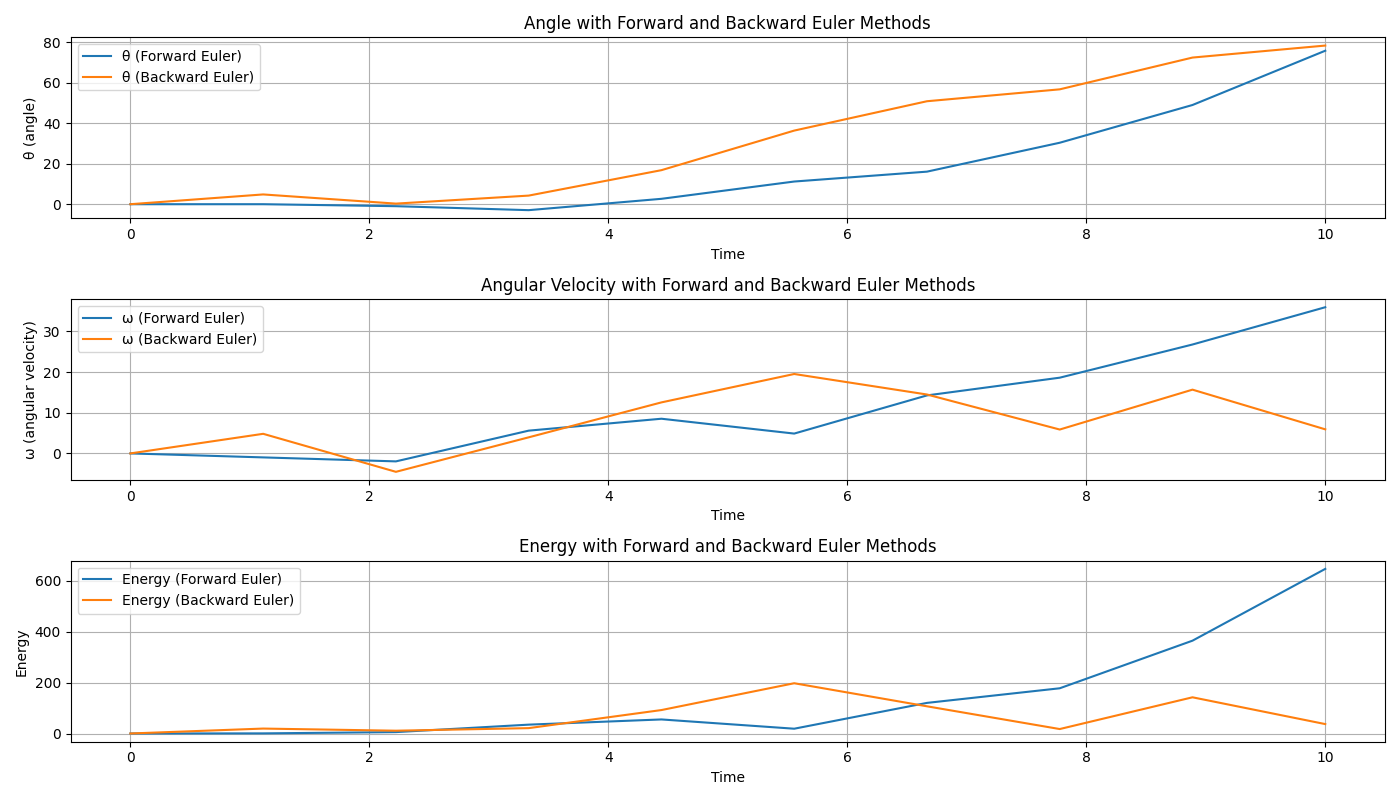 Angle with Forward and Backward Euler Methods
80
60
40
20
0
θ (angle)
θ (Forward Euler)
θ (Backward Euler)
0 2 4 6 8 10
Time
Angular Velocity with Forward and Backward Euler Methods
30
20
10
0
ω (angular velocity)
ω (Forward Euler)
ω (Backward Euler)
0 2 4 6 8 10
Time
Energy with Forward and Backward Euler Methods
600
400
200
0
Energy
Energy (Forward Euler)
Energy (Backward Euler)
0 2 4 6 8 10
Time